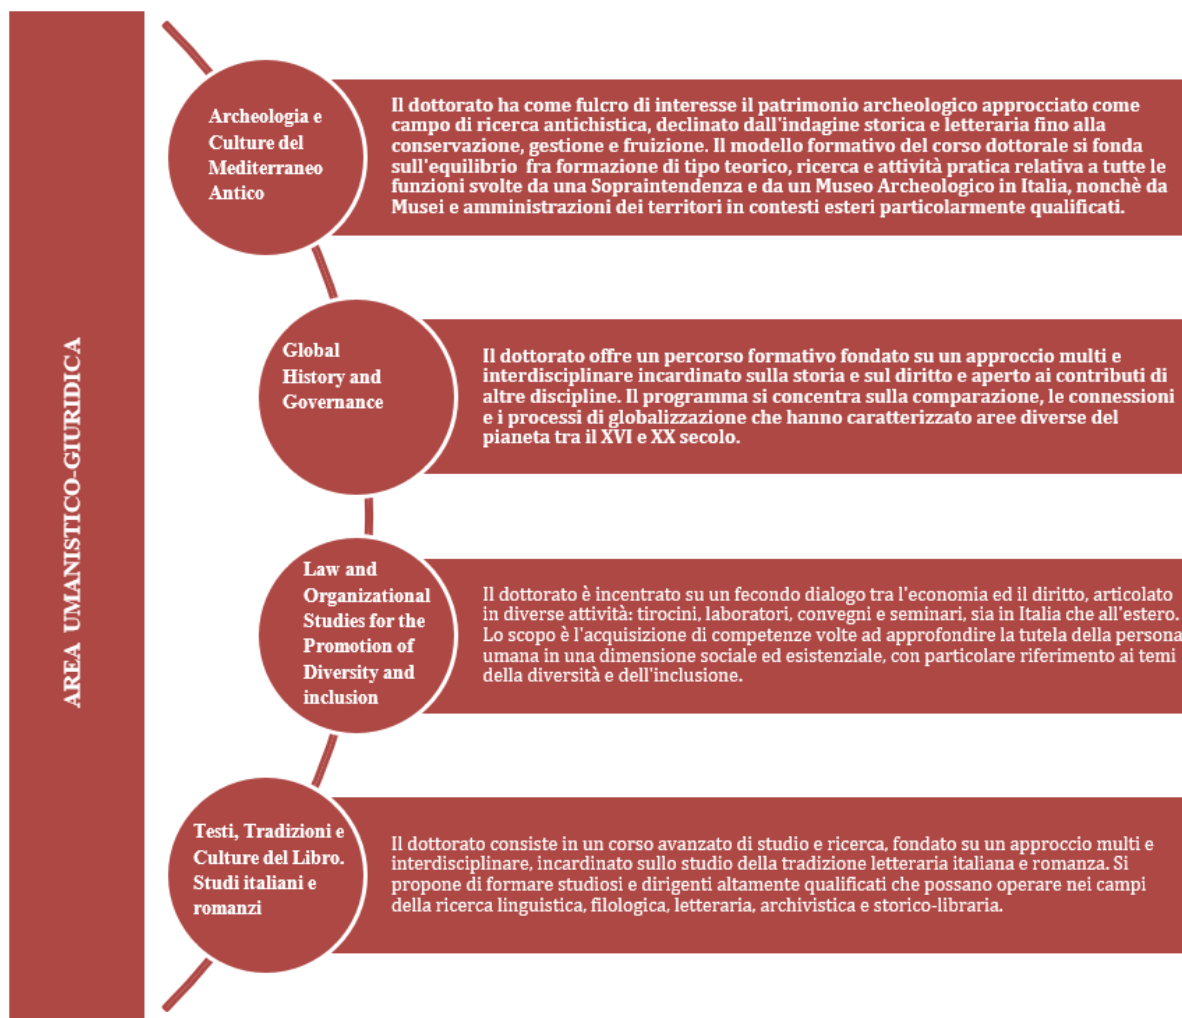 AREA UMANISTICO-GIURIDICA
Archeologia e
Culture del
Mediterraneo
Antico
Il dottorato ha come fulcro di interesse il patrimonio archeologico approcciato come
campo di ricerca antichistica, declinato dall'indagine storica e letteraria fino alla
conservazione, gestione e fruizione. Il modello formativo del corso dottorale si fonda
sull'equilibrio fra formazione di tipo teorico, ricerca e attività pratica relativa a tutte le
funzioni svolte da una Sopraintendenza e da un Museo Archeologico in Italia, nonchè da
Musei e amministrazioni dei territori in contesti esteri particolarmente qualificati.
Global
History and
Governance
Il dottorato offre un percorso formativo fondato su un approccio multi e
interdisciplinare incardinato sulla storia e sul diritto e aperto ai contributi di
altre discipline. Il programma si concentra sulla comparazione, le connessioni
e i processi di globalizzazione che hanno caratterizzato aree diverse del
pianeta tra il XVI e XX secolo.
Law and
Organizational
Studies for the
Promotion of
Diversity and
inclusion
Il dottorato è incentrato su un fecondo dialogo tra l'economia ed il diritto, articolato
in diverse attività: tirocini, laboratori, convegni e seminari, sia in Italia che all'estero.
Lo scopo è l'acquisizione di competenze volte ad approfondire la tutela della persona
umana in una dimensione sociale ed esistenziale, con particolare riferimento ai temi
della diversità e dell'inclusione.
Testi, Tradizioni e
Culture del Libro.
Studi italiani e
romanzi
Il dottorato consiste in un corso avanzato di studio e ricerca, fondato su un approccio multi e
interdisciplinare, incardinato sullo studio della tradizione letteraria italiana e romanza. Si
propone di formare studiosi e dirigenti altamente qualificati che possano operare nei campi
della ricerca linguistica, filologica, letteraria, archivistica e storico-libraria.